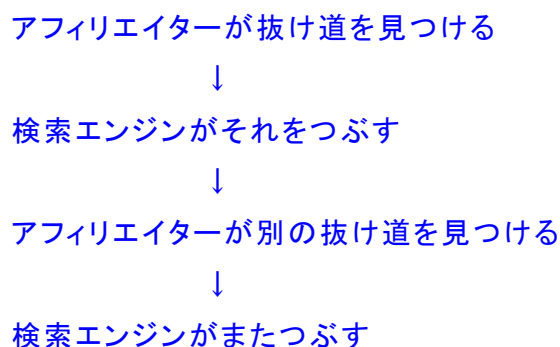 アフィリエイターが抜け道を見つける
↓
検索エンジンがそれをつぶす
↓
アフィリエイターが別の抜け道を見つける
↓
検索エンジンがまたつぶす